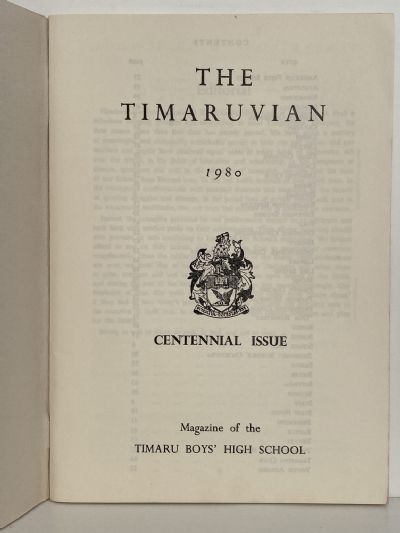 THE
TIMARUVIAN
1980
CENTENNIAL ISSUE
Magazine of the
TIMARU BOYS' HIGH SCHOOL